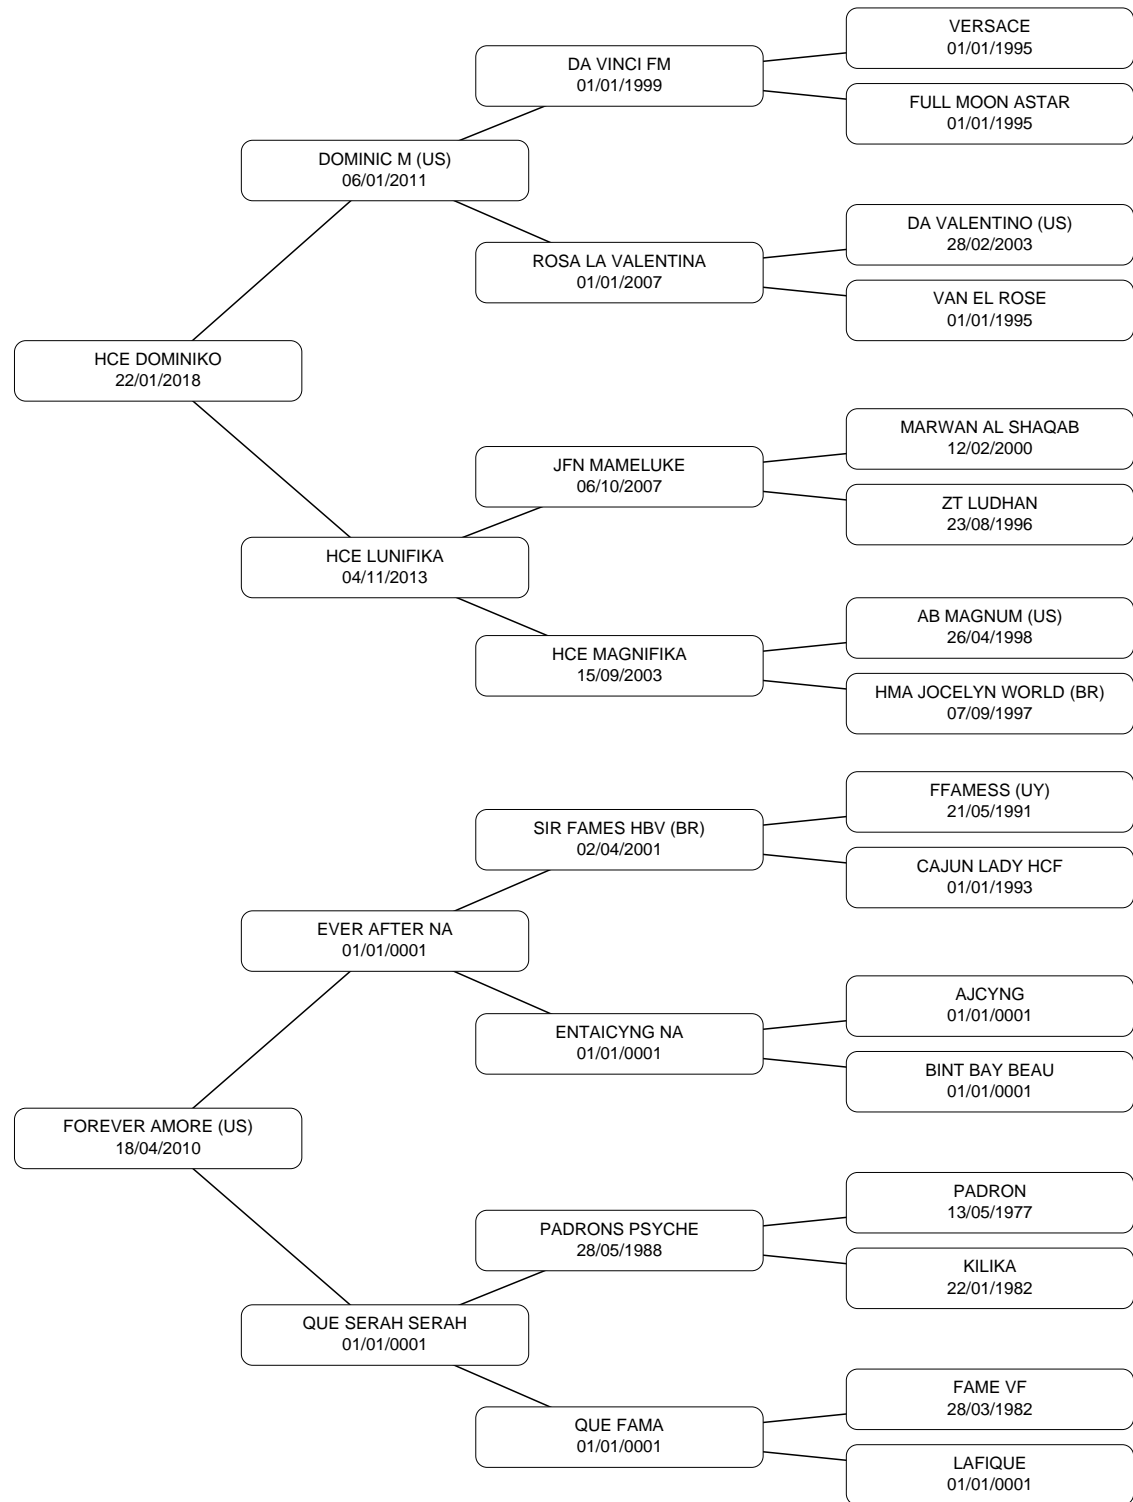 VERSACE
01/01/1995
DA VINCI FM
01/01/1999
FULL MOON ASTAR
01/01/1995
DOMINIC M (US)
06/01/2011
DA VALENTINO (US)
28/02/2003
ROSA LA VALENTINA
01/01/2007
VAN EL ROSE
01/01/1995
HCE DOMINIKO
22/01/2018
MARWAN AL SHAQAB
12/02/2000
JFN MAMELUKE
06/10/2007
ZT LUDHAN
23/08/1996
HCE LUNIFIKA
04/11/2013
AB MAGNUM (US)
26/04/1998
HCE MAGNIFIKA
15/09/2003
HMA JOCELYN WORLD (BR)
07/09/1997
FFAMESS (UY)
21/05/1991
SIR FAMES HBV (BR)
02/04/2001
CAJUN LADY HCF
01/01/1993
EVER AFTER NA
01/01/0001
AJCYNG
01/01/0001
ENTAICYNG NA
01/01/0001
BINT BAY BEAU
01/01/0001
FOREVER AMORE (US)
18/04/2010
PADRON
13/05/1977
PADRONS PSYCHE
28/05/1988
KILIKA
22/01/1982
QUE SERAH SERAH
01/01/0001
FAME VF
28/03/1982
QUE FAMA
01/01/0001
LAFIQUE
01/01/0001